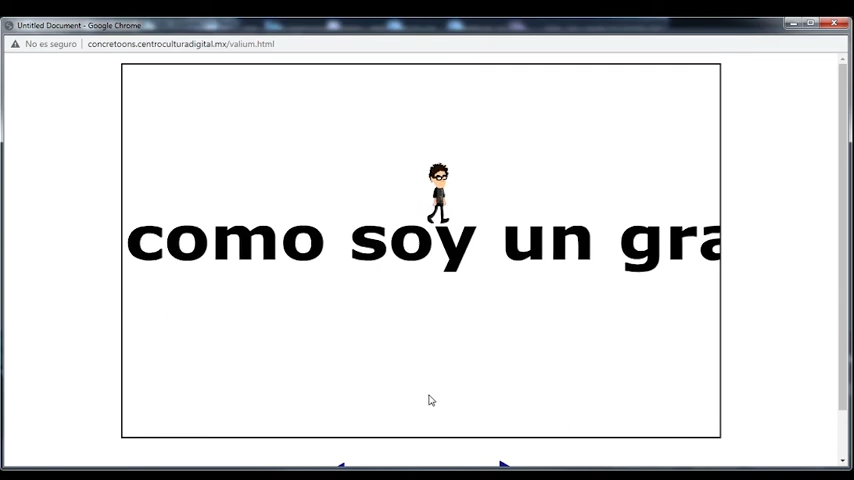 Untitled Document - Google Chrome
No es seguro concretoons.centroculturadigital.mx/valium.html
como soy un gra